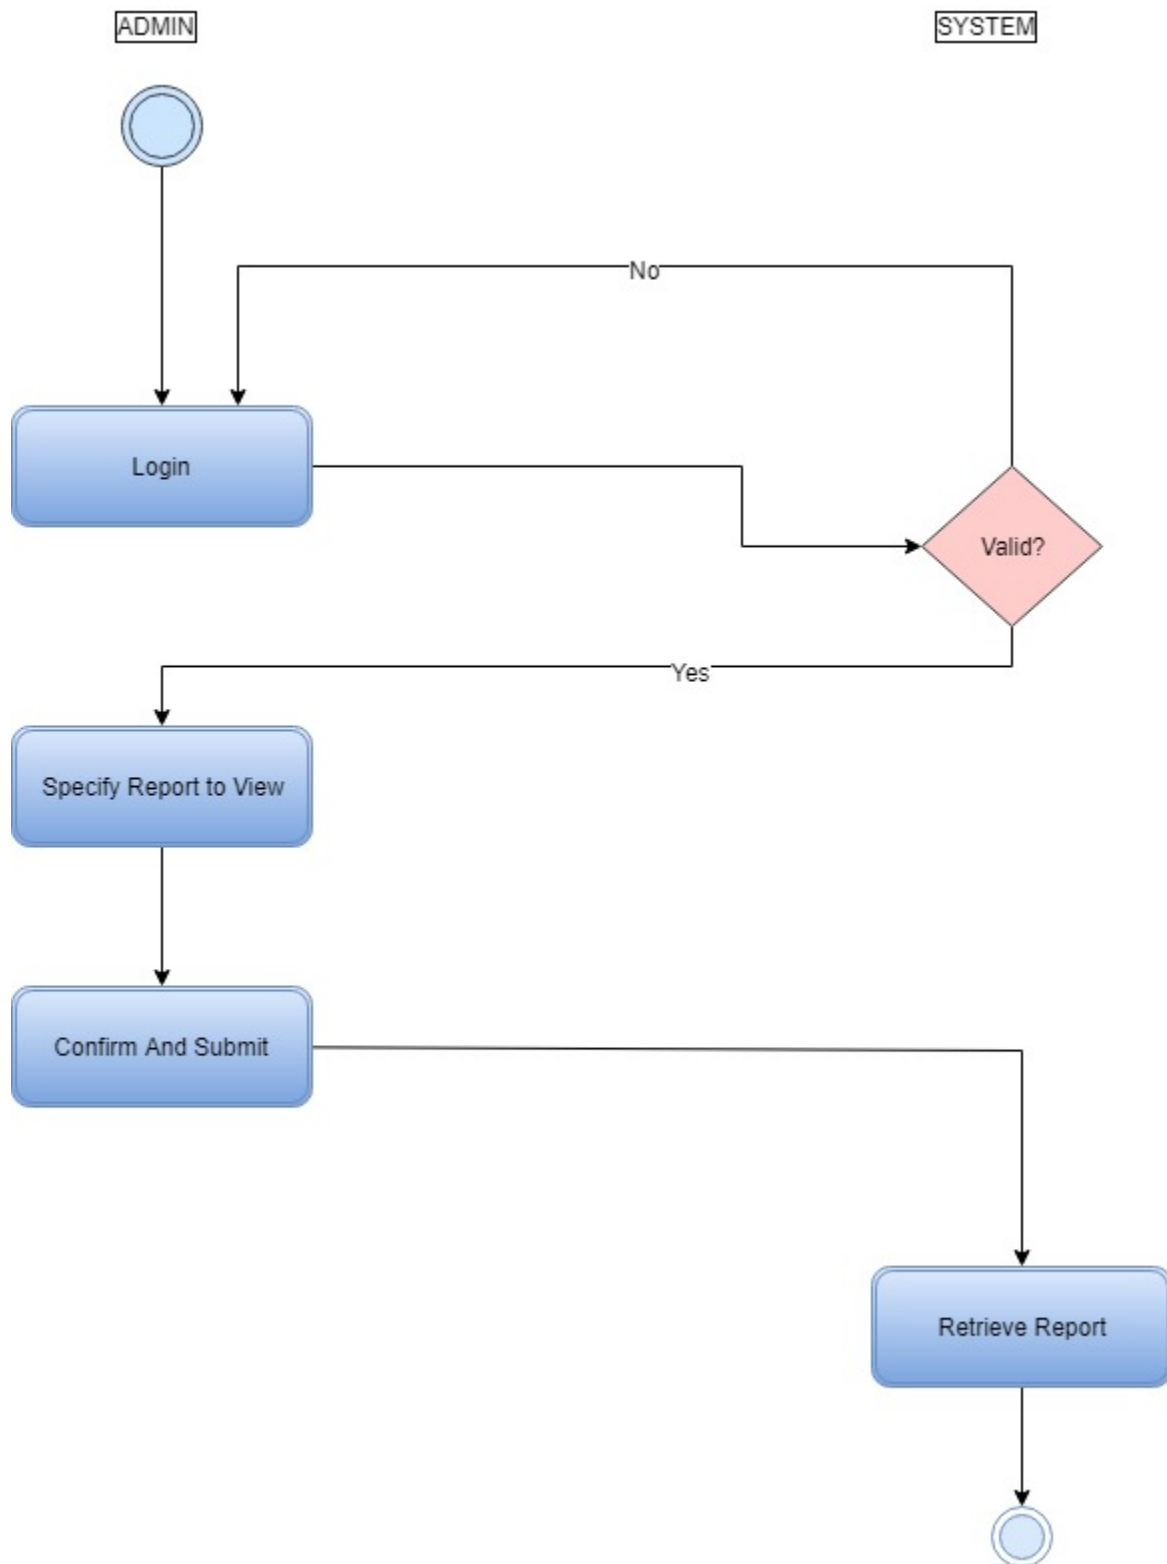 ADMIN
SYSTEM
No
Login
Valid?
Yes
Specify Report to View
Confirm And Submit
Retrieve Report